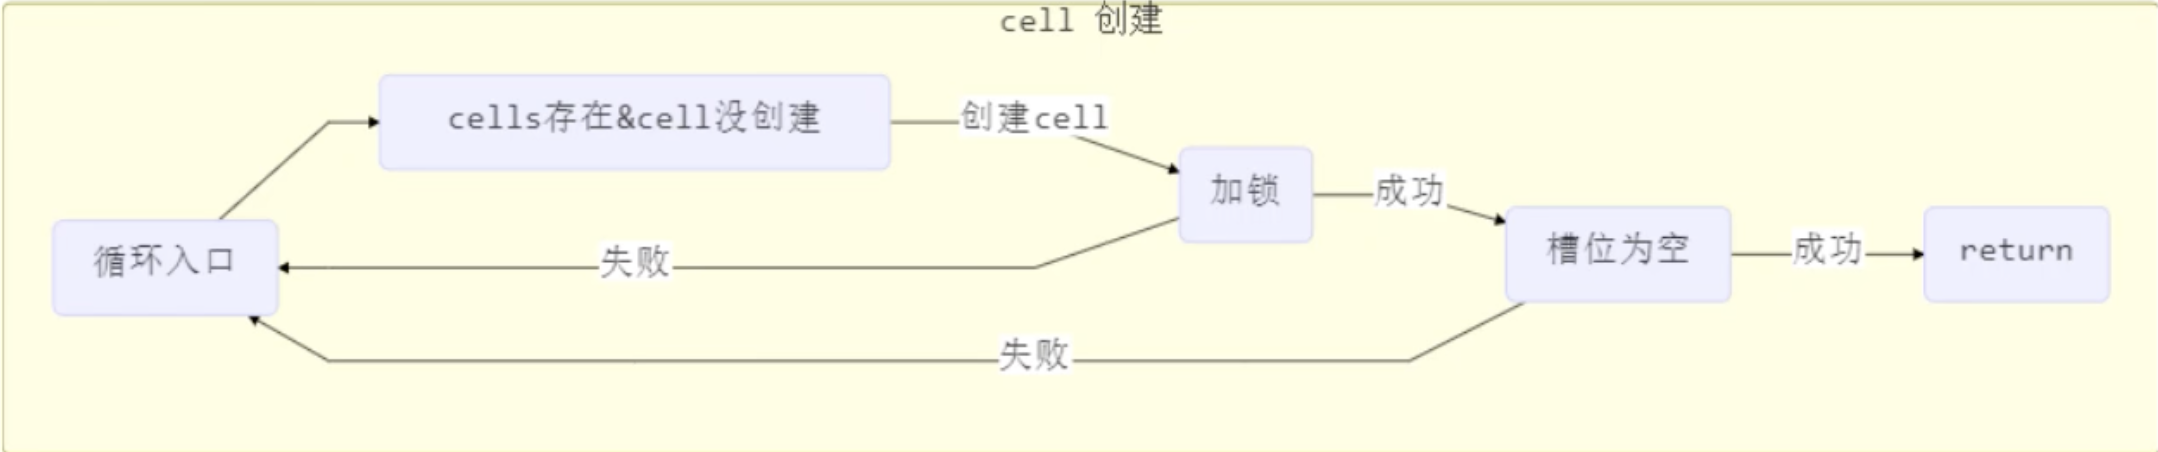 cell 创建
cells存在&cell没创建
创建cell
加锁
成功
循环入口
失败
槽位为空
成功
return
失败